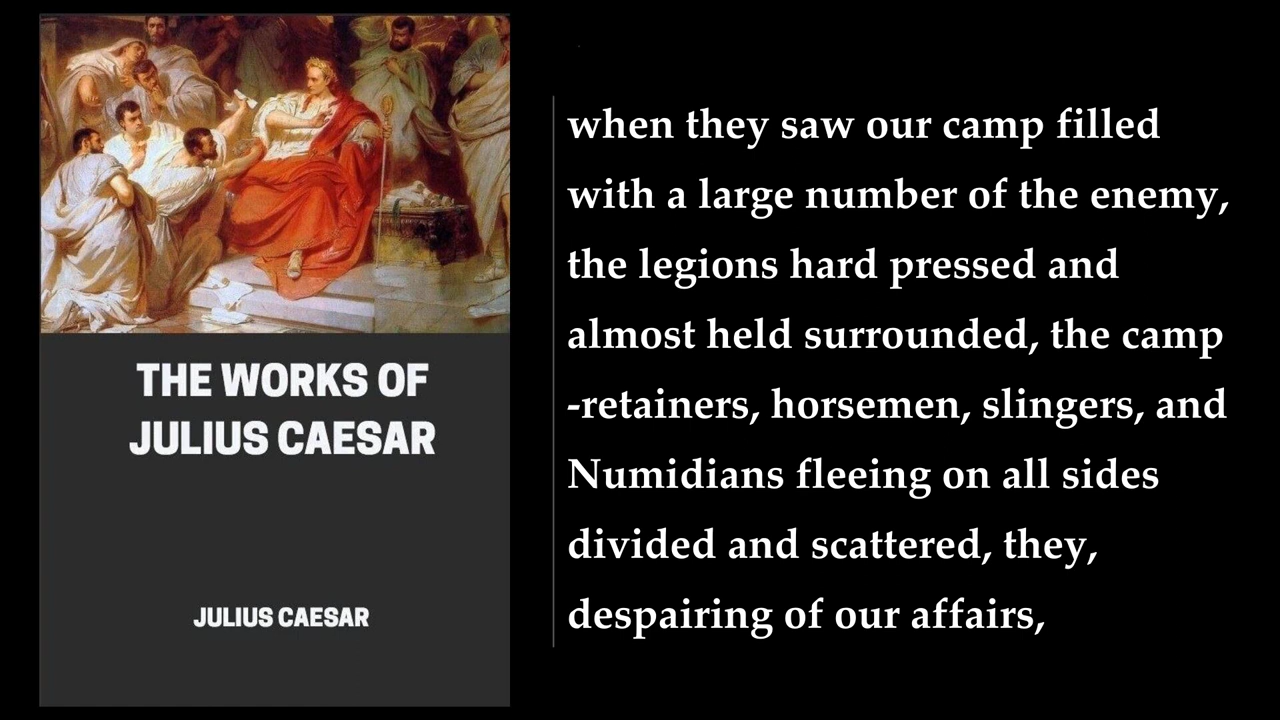 THE WORKS OF
JULIUS CAESAR
JULIUS CAESAR
when they saw our camp filled
with a large number of the enemy,
the legions hard pressed and
almost held surrounded, the camp
-retainers, horsemen, slingers, and
Numidians fleeing on all sides
divided and scattered, they,
despairing of our affairs,